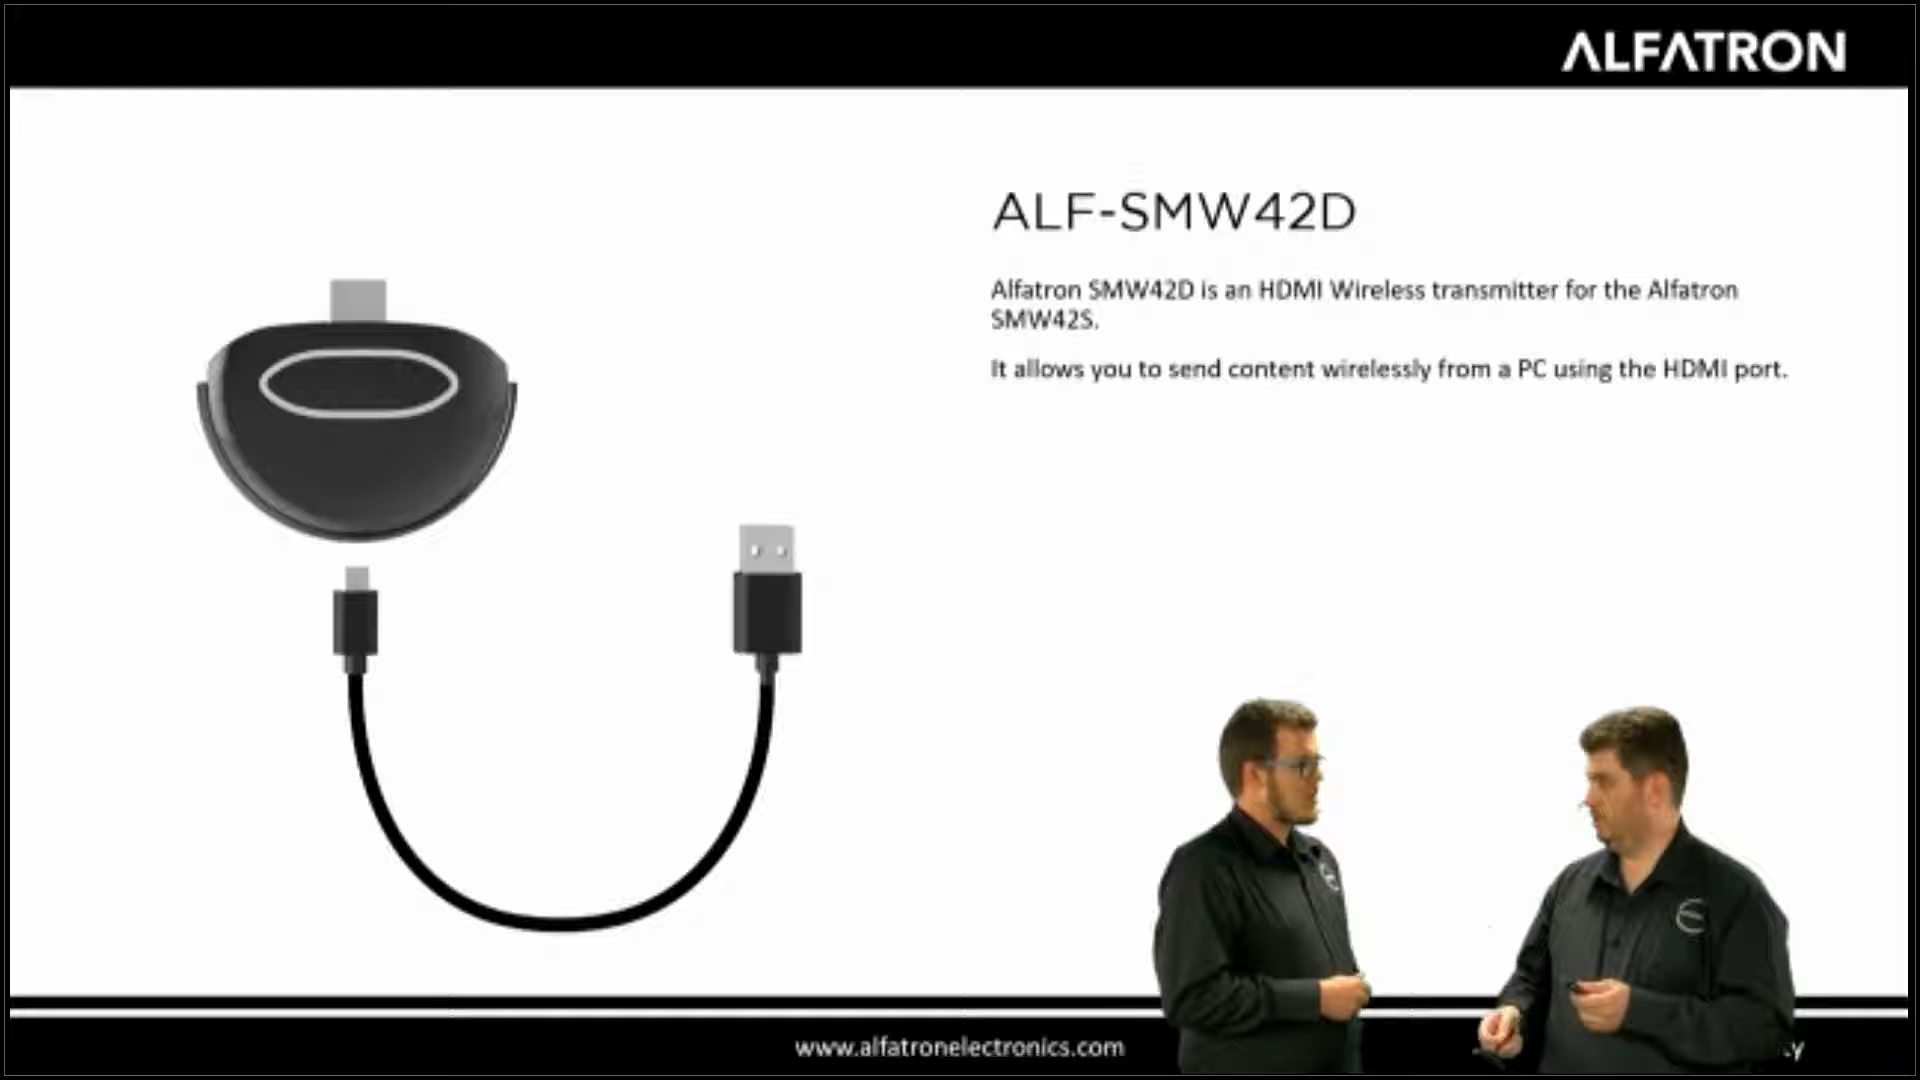 ALFATRON
ALF-SMW42D
Alfatron SMW42D is an HDMI Wireless transmitter for the Alfatron
SMW42S.
It allows you to send content wirelessly from a PC using the HDMI port.
www.alfatronelectronics.com